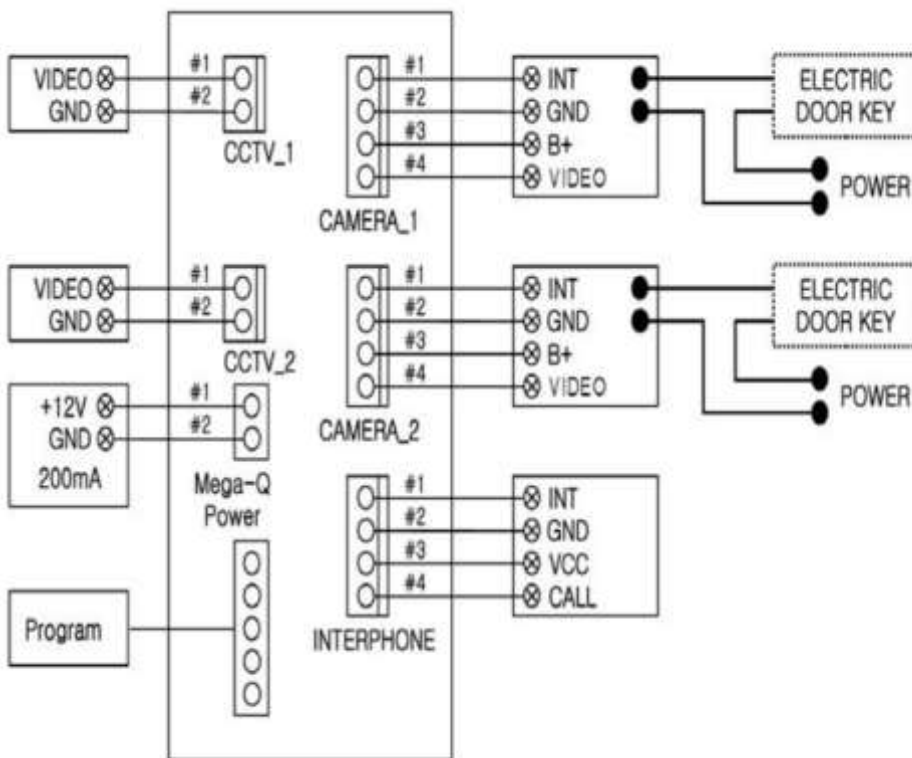 VIDEO
GND
#1
#2
CCTV_1
#1
#2
#3
#4
CAMERA_1
INT
GND
B+
VIDEO
ELECTRIC
DOOR KEY
POWER
VIDEO
GND
#1
#2
CCTV_2
#1
#2
#3
#4
CAMERA_2
INT
GND
B+
VIDEO
ELECTRIC
DOOR KEY
POWER
+12V
GND
200mA
#1
#2
Mega-Q
Power
#1
#2
#3
#4
INTERPHONE
INT
GND
VCC
CALL
Program